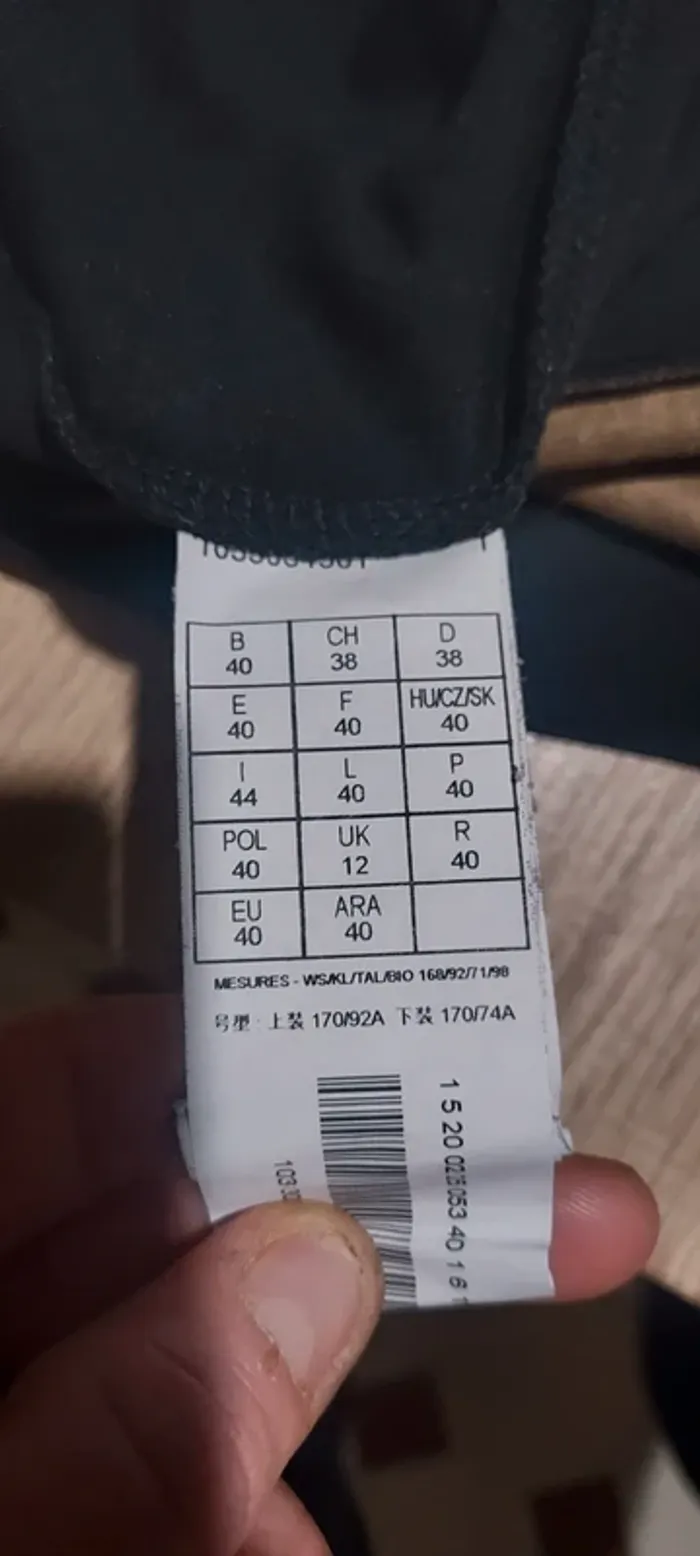 B CH D
40 38 38
E F HU/CZ/SK
40 40 40
I L P
44 40 40
POL UK R
40 12 40
EU ARA
40 40
MESURES - WS/KL/TAL/BIO 168/92/71/98
号型 · 上装 170/92A 下装 170/74A